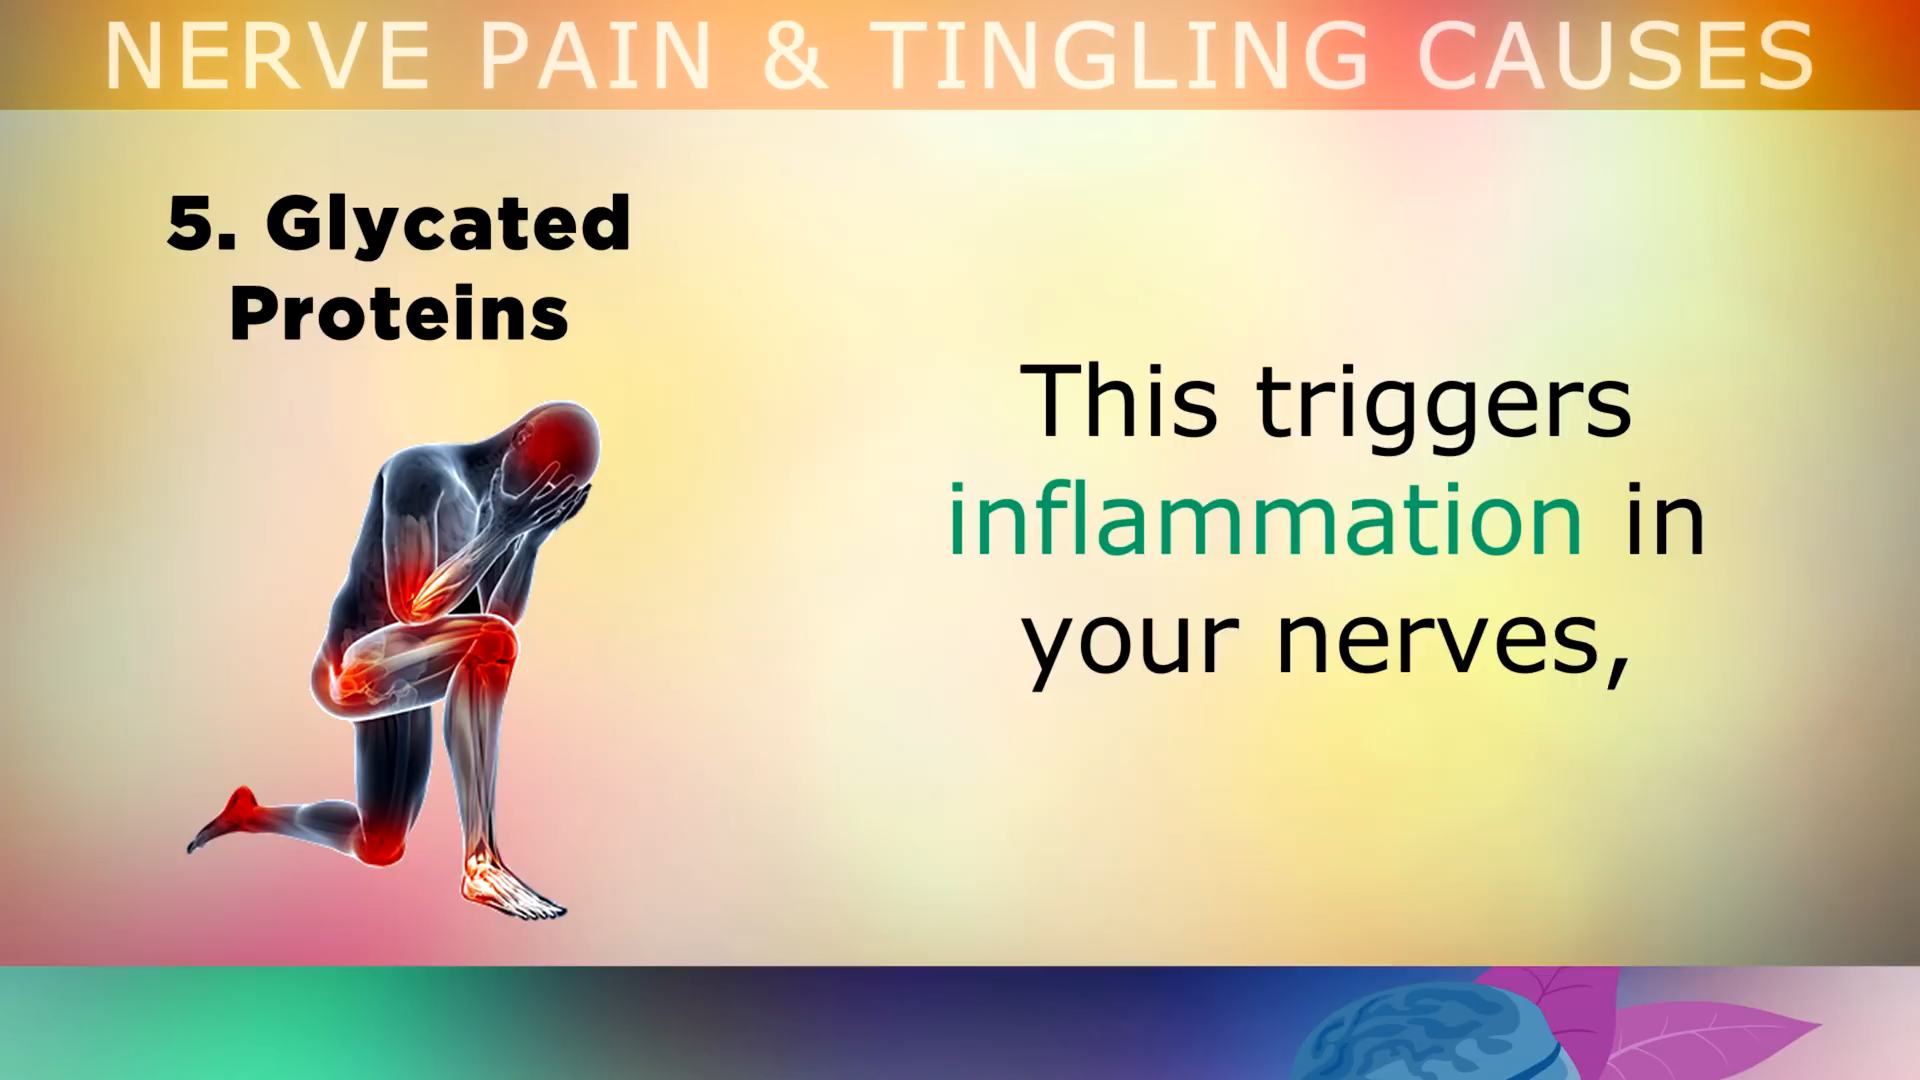 NERVE PAIN & TINGLING CAUSES
5. Glycated
Proteins
This triggers
inflammation in
your nerves,